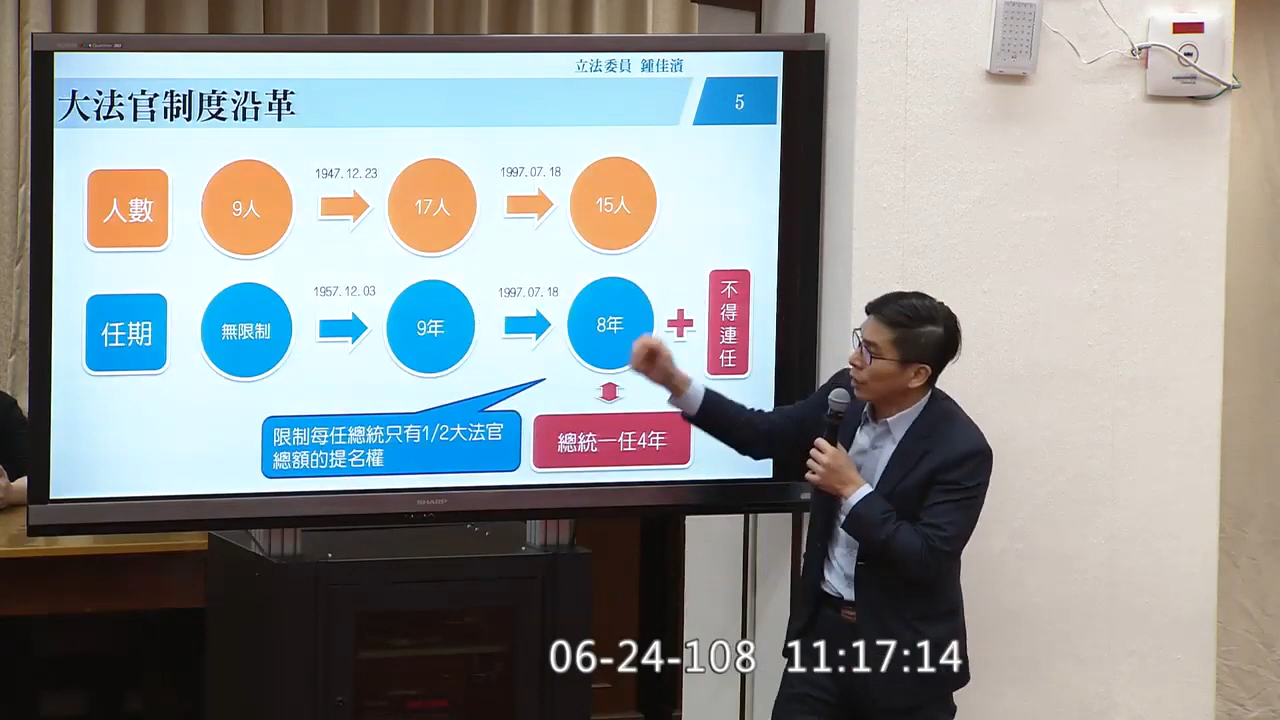 立法委員 鍾佳濱
大法官制度沿革
5
人數
9人
1947.12.23
17人
1997.07.18
15人
任期
無限制
1957.12.03
9年
1997.07.18
8年
不得連任
限制每任總統只有1/2大法官
總額的提名權
總統一任4年
SHARP
06-24-108 11:17:14